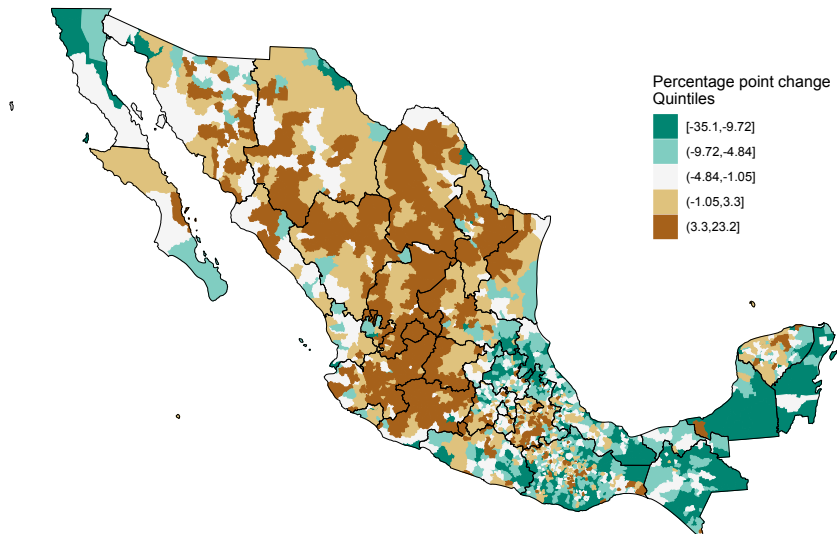 Percentage point change
Quintiles
[-35.1,-9.72]
(-9.72,-4.84]
(-4.84,-1.05]
(-1.05,3.3]
(3.3,23.2]